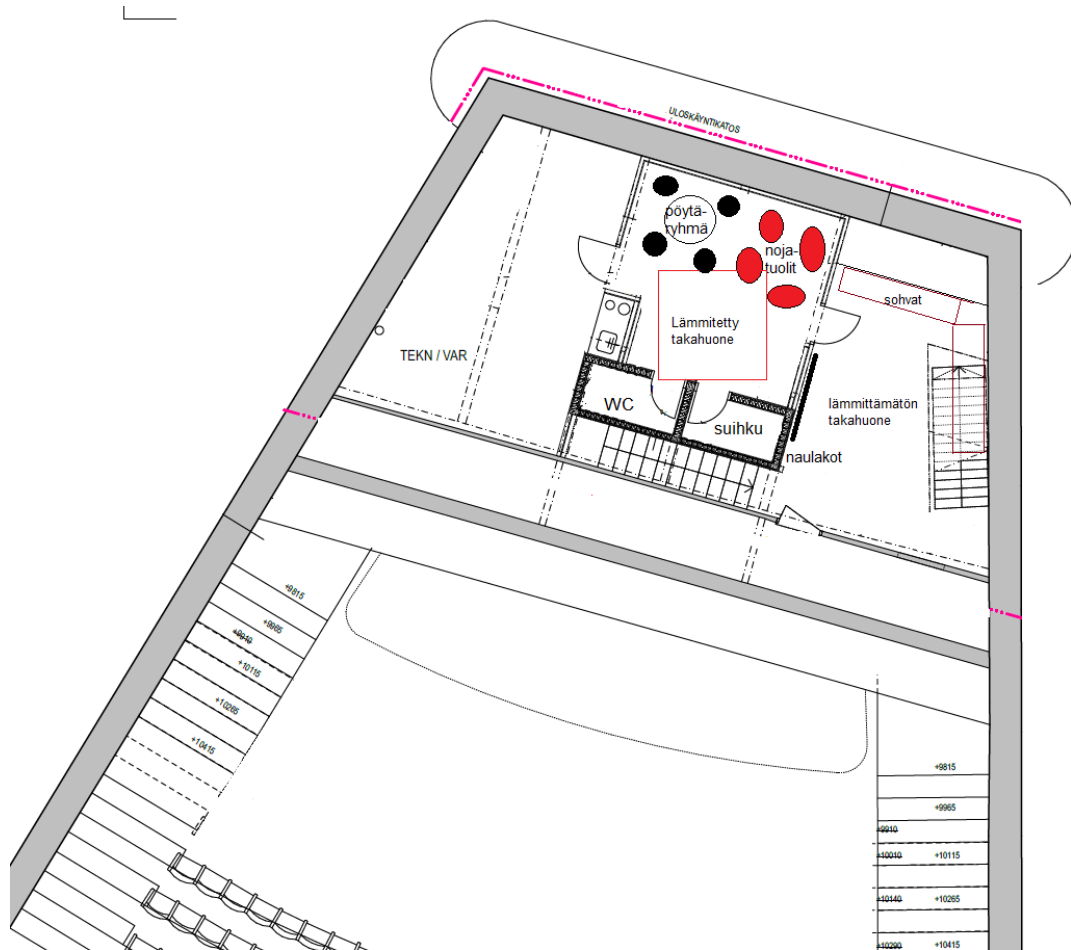 ULOSKÄYNTIKATOS
pöytä-
ryhmä
noja-
tuolit
sohvat
Lämmitetty
takahuone
TEKN / VAR
WC
suihku
lämmittämätön
takahuone
naulakot
+9815
+9965
+9910
+10115
+10265
+10415
+9815
+9965
+9910
+10010
+10115
+10140
+10265
+10290
+10415